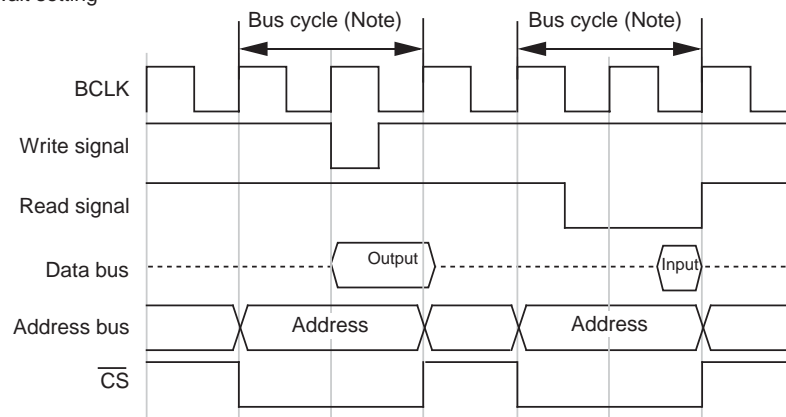 Bus cycle (Note) Bus cycle (Note)
BCLK
Write signal
Read signal
Data bus Output Input
Address bus Address Address
CS